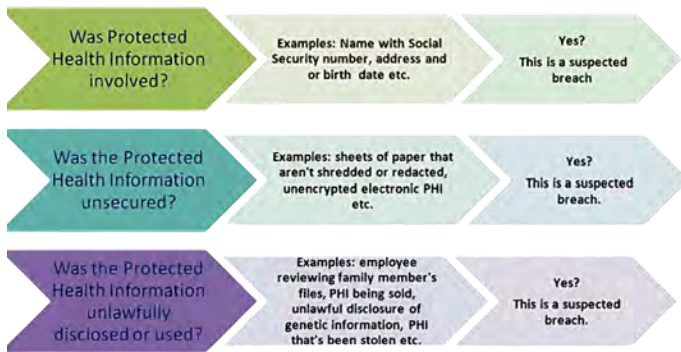 Was Protected
Health Information
involved?
Examples: Name with Social
Security number, address and
or birth date etc.
Yes?
This is a suspected
breach
Was the Protected
Health Information
unsecured?
Examples: sheets of paper that
aren't shredded or redacted,
unencrypted electronic PHI
etc.
Yes?
This is a suspected
breach.
Was the Protected
Health Information
unlawfully
disclosed or used?
Examples: employee
reviewing family member's
files, PHI being sold,
unlawful disclosure of
genetic information, PHI
that's been stolen etc.
Yes?
This is a suspected
breach.